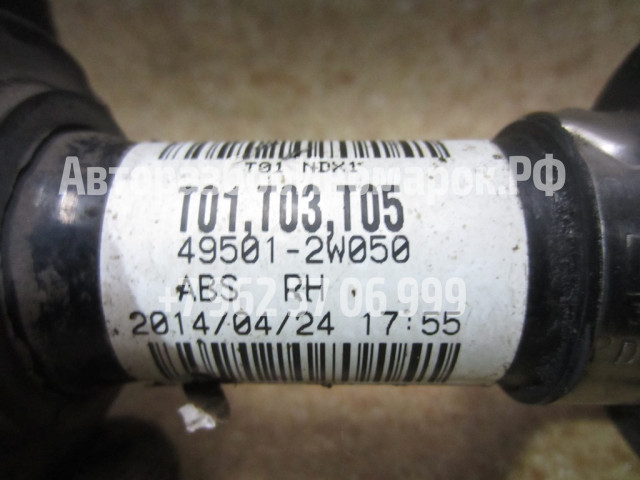 T01 NDX1
T01,T03,T05
49501-2W050
ABS RH
2014/04/24 17:55